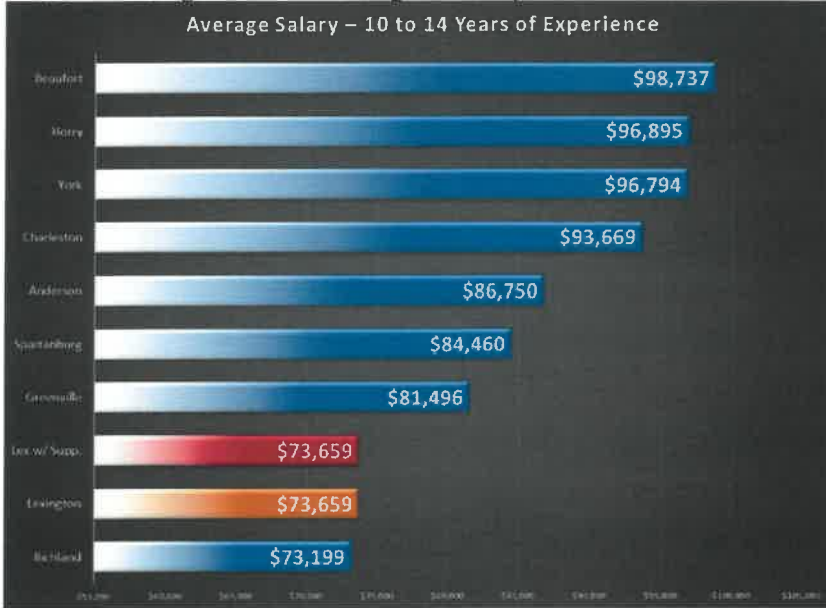 Average Salary – 10 to 14 Years of Experience
Beaufort $98,737
Horry $96,895
York $96,794
Charleston $93,669
Anderson $86,750
Spartanburg $84,460
Greenville $81,496
Lex w/ Supp. $73,659
Lexington $73,659
Richland $73,199